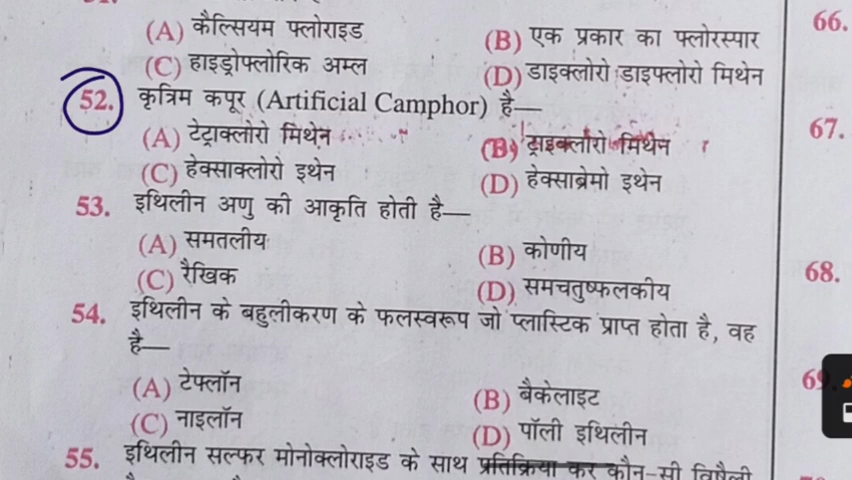 (A) कैल्सियम फ्लोराइड (B) एक प्रकार का फ्लोरस्पार
(C) हाइड्रोफ्लोरिक अम्ल (D) डाइक्लोरो डाइफ्लोरो मिथेन
52. कृत्रिम कपूर (Artificial Camphor) है—
(A) टेट्राक्लोरो मिथेन (B) ट्राइक्लोरो मिथेन
(C) हेक्साक्लोरो इथेन (D) हेक्साब्रेमो इथेन
53. इथिलीन अणु की आकृति होती है—
(A) समतलीय (B) कोणीय
(C) रैखिक (D) समचतुष्फलकीय
54. इथिलीन के बहुलीकरण के फलस्वरूप जो प्लास्टिक प्राप्त होता है, वह
है—
(A) टेफ्लॉन (B) बैकेलाइट
(C) नाइलॉन (D) पॉली इथिलीन
55. इथिलीन सल्फर मोनोक्लोराइड के साथ प्रतिक्रिया कर कौन-सी विषैली
66.
67.
68.
69.